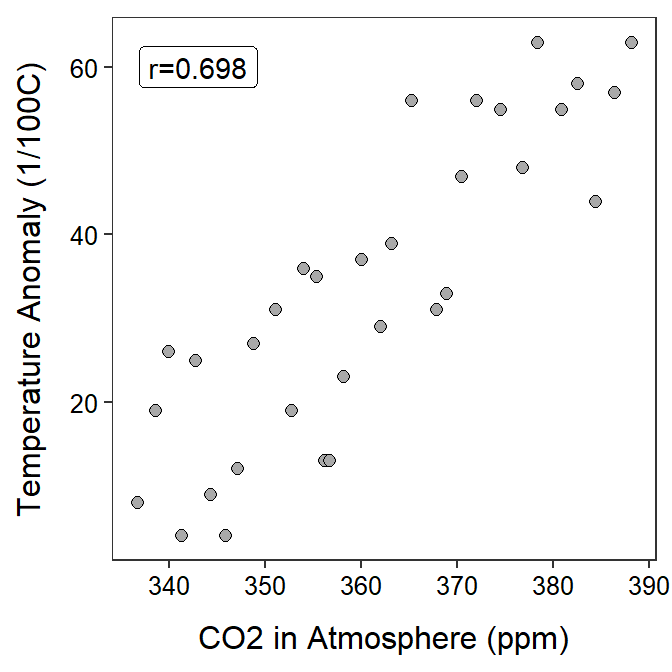 r=0.698
60
40
20
Temperature Anomaly (1/100C)
340 350 360 370 380 390
CO2 in Atmosphere (ppm)